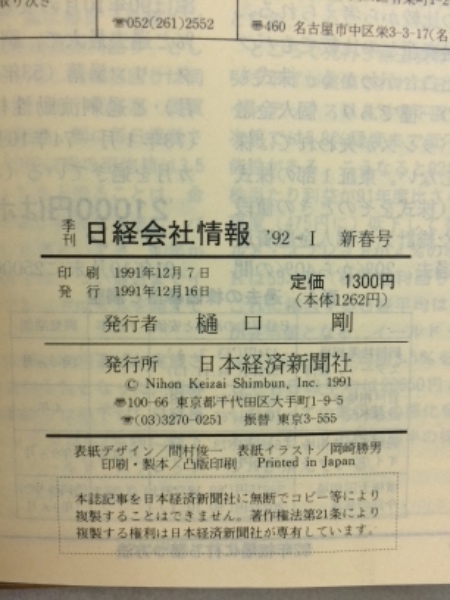 取り次き
☎052(261)2552
〠460 名古屋市中区栄3-3-17(名
季刊 日経会社情報 '92-Ⅰ 新春号
印刷 1991年12月7日
発行 1991年12月16日
定価 1300円
(本体1262円)
発行者 樋口 剛
発行所 日本経済新聞社
© Nihon Keizai Shimbun, Inc. 1991
〠100-66 東京都千代田区大手町1-9-5
☎(03)3270-0251 振替 東京3-555
表紙デザイン/間村俊一 表紙イラスト/岡崎勝男
印刷・製本/凸版印刷 Printed in Japan
本誌記事を日本経済新聞社に無断でコピー等により
複製することはできません。著作権法第21条により
複製する権利は日本経済新聞社が専有しています。